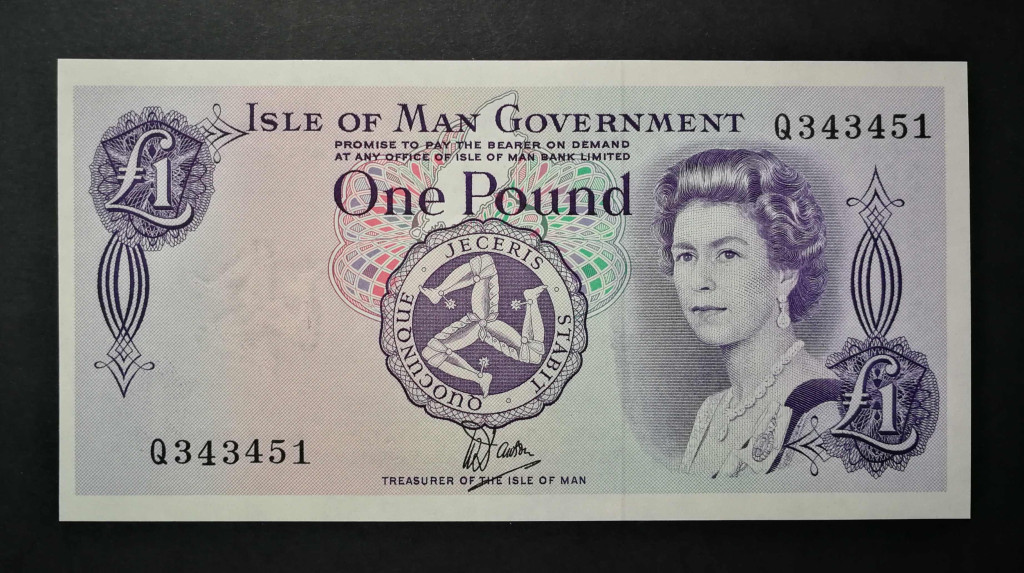 ISLE OF MAN GOVERNMENT
Q343451
PROMISE TO PAY THE BEARER ON DEMAND
AT ANY OFFICE OF ISLE OF MAN BANK LIMITED
One Pound
£1
QUOCUNQUE · JECERIS · STABIT
£1
Q343451
TREASURER OF THE ISLE OF MAN